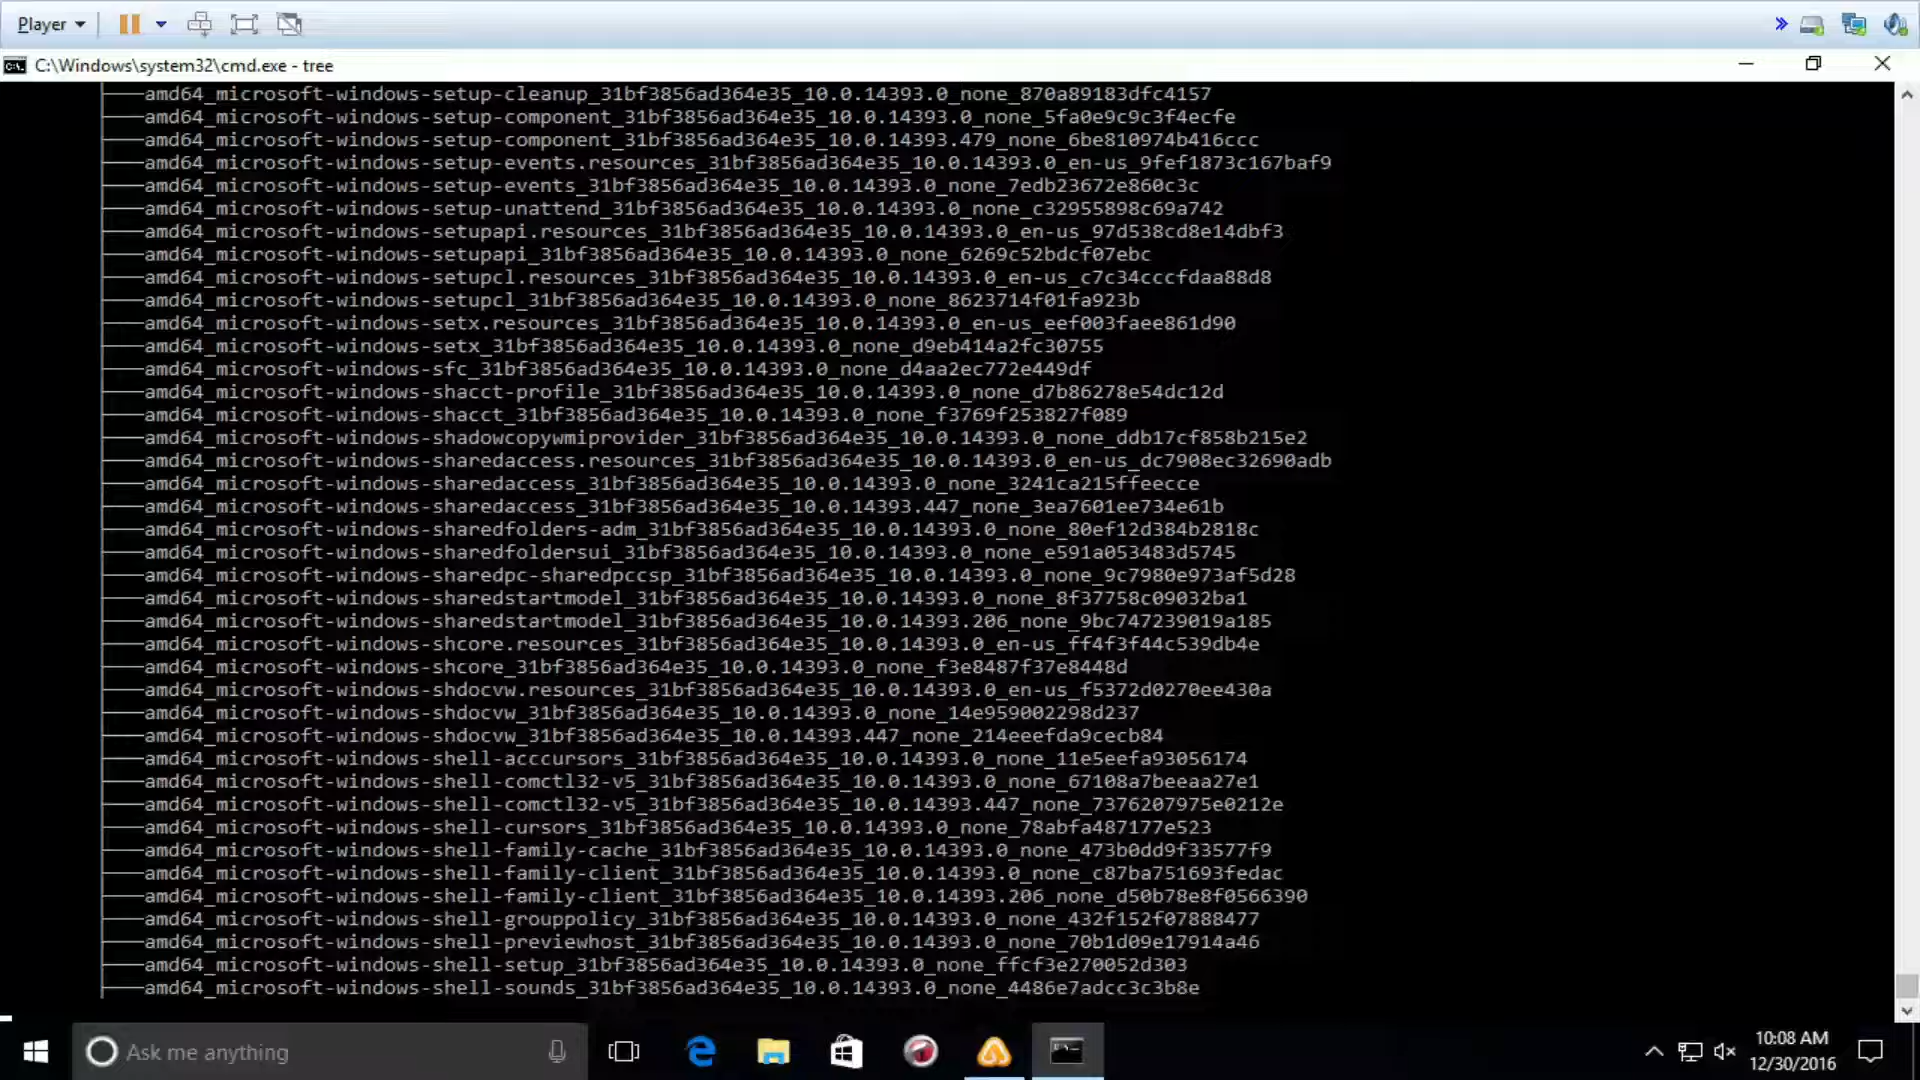 Player
C:\Windows\system32\cmd.exe - tree
├───amd64_microsoft-windows-setup-cleanup_31bf3856ad364e35_10.0.14393.0_none_870a89183dfc4157
├───amd64_microsoft-windows-setup-component_31bf3856ad364e35_10.0.14393.0_none_5fa0e9c9c3f4ecfe
├───amd64_microsoft-windows-setup-component_31bf3856ad364e35_10.0.14393.479_none_6be810974b416ccc
├───amd64_microsoft-windows-setup-events.resources_31bf3856ad364e35_10.0.14393.0_en-us_9fef1873c167baf9
├───amd64_microsoft-windows-setup-events_31bf3856ad364e35_10.0.14393.0_none_7edb23672e860c3c
├───amd64_microsoft-windows-setup-unattend_31bf3856ad364e35_10.0.14393.0_none_c32955898c69a742
├───amd64_microsoft-windows-setupapi.resources_31bf3856ad364e35_10.0.14393.0_en-us_97d538cd8e14dbf3
├───amd64_microsoft-windows-setupapi_31bf3856ad364e35_10.0.14393.0_none_6269c52bdcf07ebc
├───amd64_microsoft-windows-setupcl.resources_31bf3856ad364e35_10.0.14393.0_en-us_c7c34cccfdaa88d8
├───amd64_microsoft-windows-setupcl_31bf3856ad364e35_10.0.14393.0_none_8623714f01fa923b
├───amd64_microsoft-windows-setx.resources_31bf3856ad364e35_10.0.14393.0_en-us_eef003faee861d90
├───amd64_microsoft-windows-setx_31bf3856ad364e35_10.0.14393.0_none_d9eb414a2fc30755
├───amd64_microsoft-windows-sfc_31bf3856ad364e35_10.0.14393.0_none_d4aa2ec772e449df
├───amd64_microsoft-windows-shacct-profile_31bf3856ad364e35_10.0.14393.0_none_d7b86278e54dc12d
├───amd64_microsoft-windows-shacct_31bf3856ad364e35_10.0.14393.0_none_f3769f253827f089
├───amd64_microsoft-windows-shadowcopywmiprovider_31bf3856ad364e35_10.0.14393.0_none_ddb17cf858b215e2
├───amd64_microsoft-windows-sharedaccess.resources_31bf3856ad364e35_10.0.14393.0_en-us_dc7908ec32690adb
├───amd64_microsoft-windows-sharedaccess_31bf3856ad364e35_10.0.14393.0_none_3241ca215ffeecce
├───amd64_microsoft-windows-sharedaccess_31bf3856ad364e35_10.0.14393.447_none_3ea7601ee734e61b
├───amd64_microsoft-windows-sharedfolders-adm_31bf3856ad364e35_10.0.14393.0_none_80ef12d384b2818c
├───amd64_microsoft-windows-sharedfoldersui_31bf3856ad364e35_10.0.14393.0_none_e591a053483d5745
├───amd64_microsoft-windows-sharedpc-sharedpccsp_31bf3856ad364e35_10.0.14393.0_none_9c7980e973af5d28
├───amd64_microsoft-windows-sharedstartmodel_31bf3856ad364e35_10.0.14393.0_none_8f37758c09032ba1
├───amd64_microsoft-windows-sharedstartmodel_31bf3856ad364e35_10.0.14393.206_none_9bc747239019a185
├───amd64_microsoft-windows-shcore.resources_31bf3856ad364e35_10.0.14393.0_en-us_ff4f3f44c539db4e
├───amd64_microsoft-windows-shcore_31bf3856ad364e35_10.0.14393.0_none_f3e8487f37e8448d
├───amd64_microsoft-windows-shdocvw.resources_31bf3856ad364e35_10.0.14393.0_en-us_f5372d0270ee430a
├───amd64_microsoft-windows-shdocvw_31bf3856ad364e35_10.0.14393.0_none_14e959002298d237
├───amd64_microsoft-windows-shdocvw_31bf3856ad364e35_10.0.14393.447_none_214eeefda9cecb84
├───amd64_microsoft-windows-shell-acccursors_31bf3856ad364e35_10.0.14393.0_none_11e5eefa93056174
├───amd64_microsoft-windows-shell-comctl32-v5_31bf3856ad364e35_10.0.14393.0_none_67108a7beeaa27e1
├───amd64_microsoft-windows-shell-comctl32-v5_31bf3856ad364e35_10.0.14393.447_none_7376207975e0212e
├───amd64_microsoft-windows-shell-cursors_31bf3856ad364e35_10.0.14393.0_none_78abfa487177e523
├───amd64_microsoft-windows-shell-family-cache_31bf3856ad364e35_10.0.14393.0_none_473b0dd9f33577f9
├───amd64_microsoft-windows-shell-family-client_31bf3856ad364e35_10.0.14393.0_none_c87ba751693fedac
├───amd64_microsoft-windows-shell-family-client_31bf3856ad364e35_10.0.14393.206_none_d50b78e8f0566390
├───amd64_microsoft-windows-shell-grouppolicy_31bf3856ad364e35_10.0.14393.0_none_432f152f07888477
├───amd64_microsoft-windows-shell-previewhost_31bf3856ad364e35_10.0.14393.0_none_70b1d09e17914a46
├───amd64_microsoft-windows-shell-setup_31bf3856ad364e35_10.0.14393.0_none_ffcf3e270052d303
├───amd64_microsoft-windows-shell-sounds_31bf3856ad364e35_10.0.14393.0_none_4486e7adcc3c3b8e
Ask me anything
10:08 AM
12/30/2016